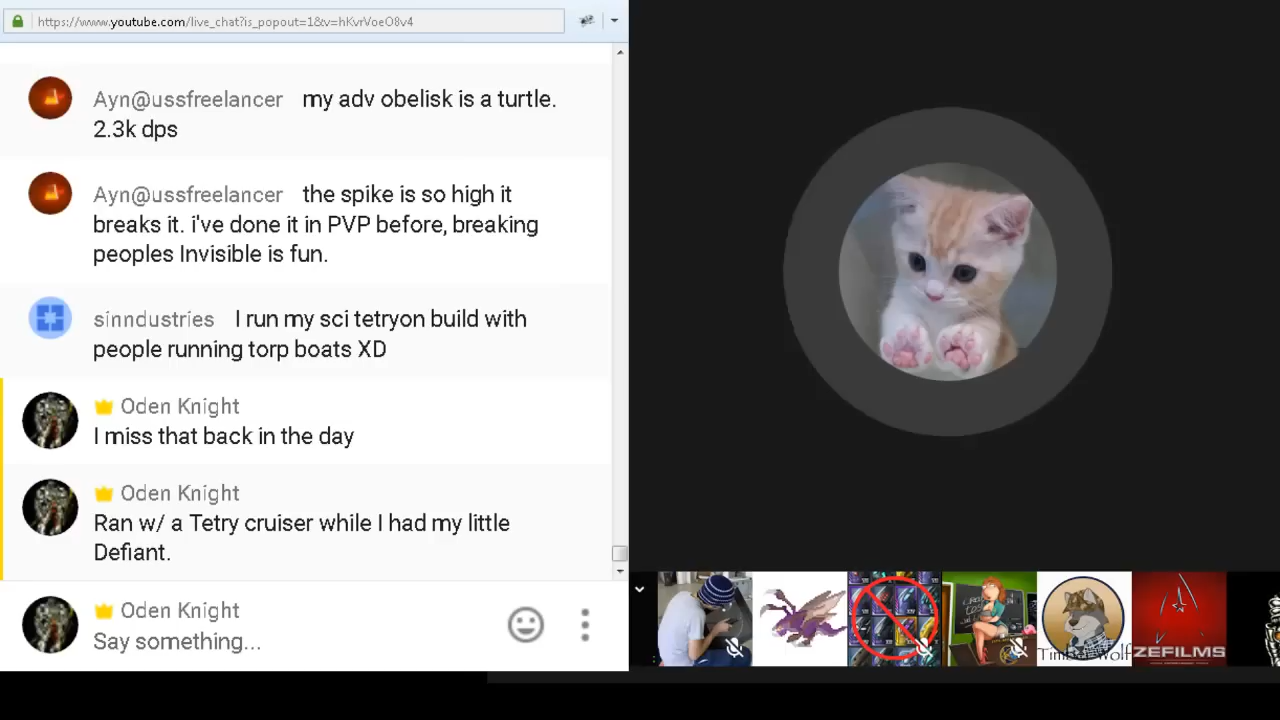 https://www.youtube.com/live_chat?is_popout=1&v=hKvrVoeO8v4
Ayn@ussfreelancer my adv obelisk is a turtle.
2.3k dps
Ayn@ussfreelancer the spike is so high it
breaks it. i've done it in PVP before, breaking
peoples Invisible is fun.
sinndustries I run my sci tetryon build with
people running torp boats XD
Oden Knight
I miss that back in the day
Oden Knight
Ran w/ a Tetry cruiser while I had my little
Defiant.
Oden Knight
Say something...
Timber Wolf
ZEFILMS